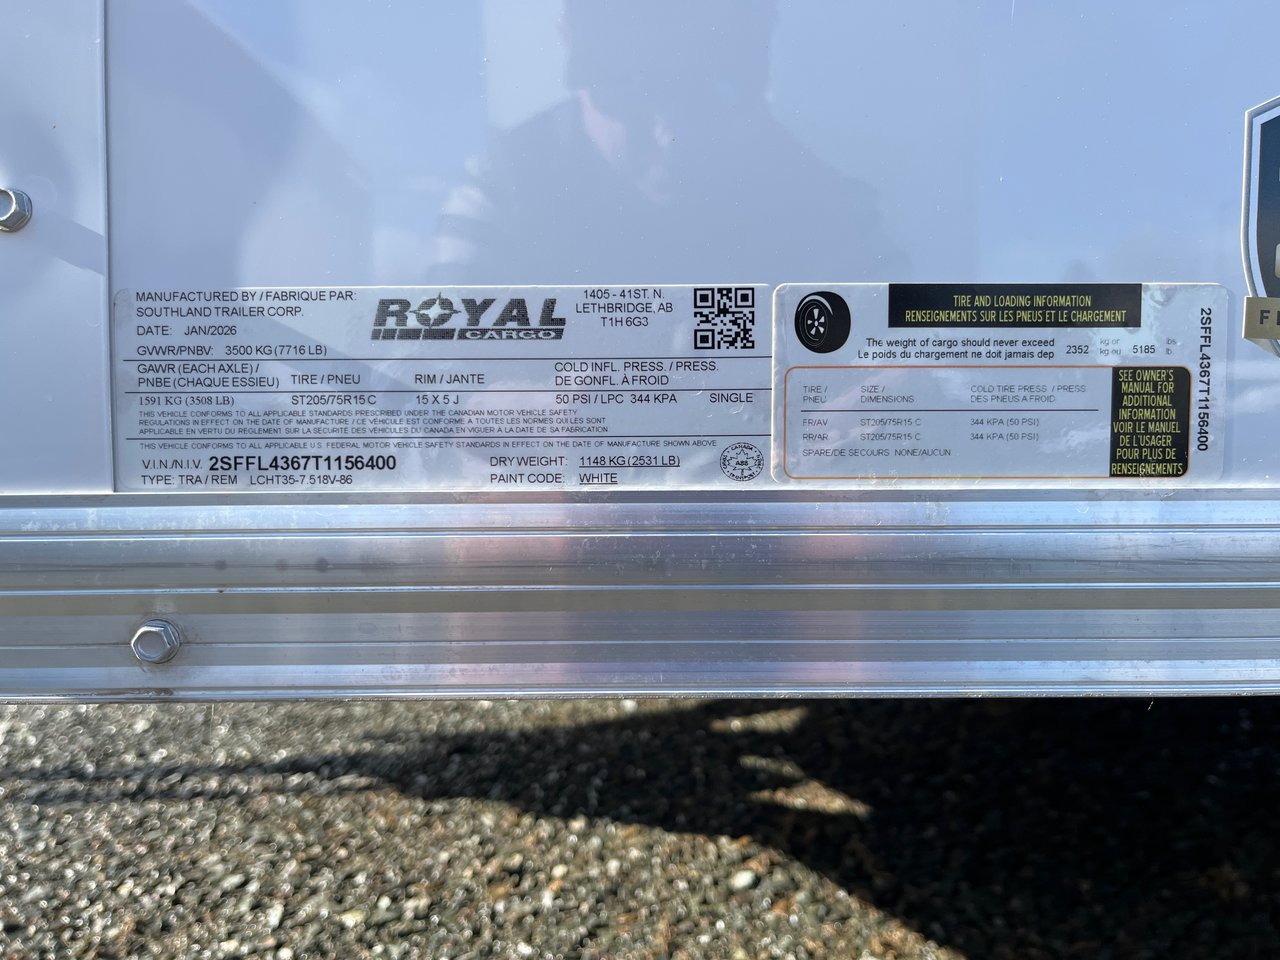 MANUFACTURED BY / FABRIQUE PAR:
SOUTHLAND TRAILER CORP.
DATE: JAN/2026
ROYAL
CARGO
1405 - 41ST. N.
LETHBRIDGE, AB
T1H 6G3
GVWR/PNBV: 3500 KG (7716 LB)
GAWR (EACH AXLE) /
PNBE (CHAQUE ESSIEU)
TIRE / PNEU
RIM / JANTE
COLD INFL. PRESS. / PRESS.
DE GONFL. À FROID
1591 KG (3508 LB) ST205/75R15 C 15 X 5 J 50 PSI / LPC 344 KPA SINGLE
THIS VEHICLE CONFORMS TO ALL APPLICABLE STANDARDS PRESCRIBED UNDER THE CANADIAN MOTOR VEHICLE SAFETY
REGULATIONS IN EFFECT ON THE DATE OF MANUFACTURE / CE VÉHICULE EST CONFORME À TOUTES LES NORMES QUI LES SONT
APPLICABLE EN VERTU DU RÉGLEMENT SUR LA SÉCURITÉ DES VÉHICULES DU CANADA EN VIGUER A LA DATE DE SA FABRICATION
THIS VEHICLE CONFORMS TO ALL APPLICABLE U.S. FEDERAL MOTOR VEHICLE SAFETY STANDARDS IN EFFECT ON THE DATE OF MANUFACTURE SHOWN ABOVE
V.I.N./N.I.V. 2SFFL4367T1156400
DRY WEIGHT: 1148 KG (2531 LB)
TYPE: TRA / REM LCHT35-7.518V-86
PAINT CODE: WHITE
CANADA
TIRE AND LOADING INFORMATION
RENSEIGNEMENTS SUR LES PNEUS ET LE CHARGEMENT
The weight of cargo should never exceed
Le poids du chargement ne doit jamais dep
2352 kg or 5185 lbs
kg eu lb.
TIRE /
PNEU
SIZE /
DIMENSIONS
COLD TIRE PRESS. / PRESS
DES PNEUS A FROID
FR/AV ST205/75R15 C 344 KPA (50 PSI)
RR/AR ST205/75R15 C 344 KPA (50 PSI)
SPARE/DE SECOURS NONE/AUCUN
SEE OWNER'S
MANUAL FOR
ADDITIONAL
INFORMATION
VOIR LE MANUEL
DE L'USAGER
POUR PLUS DE
RENSEIGNEMENTS
2SFFL4367T1156400